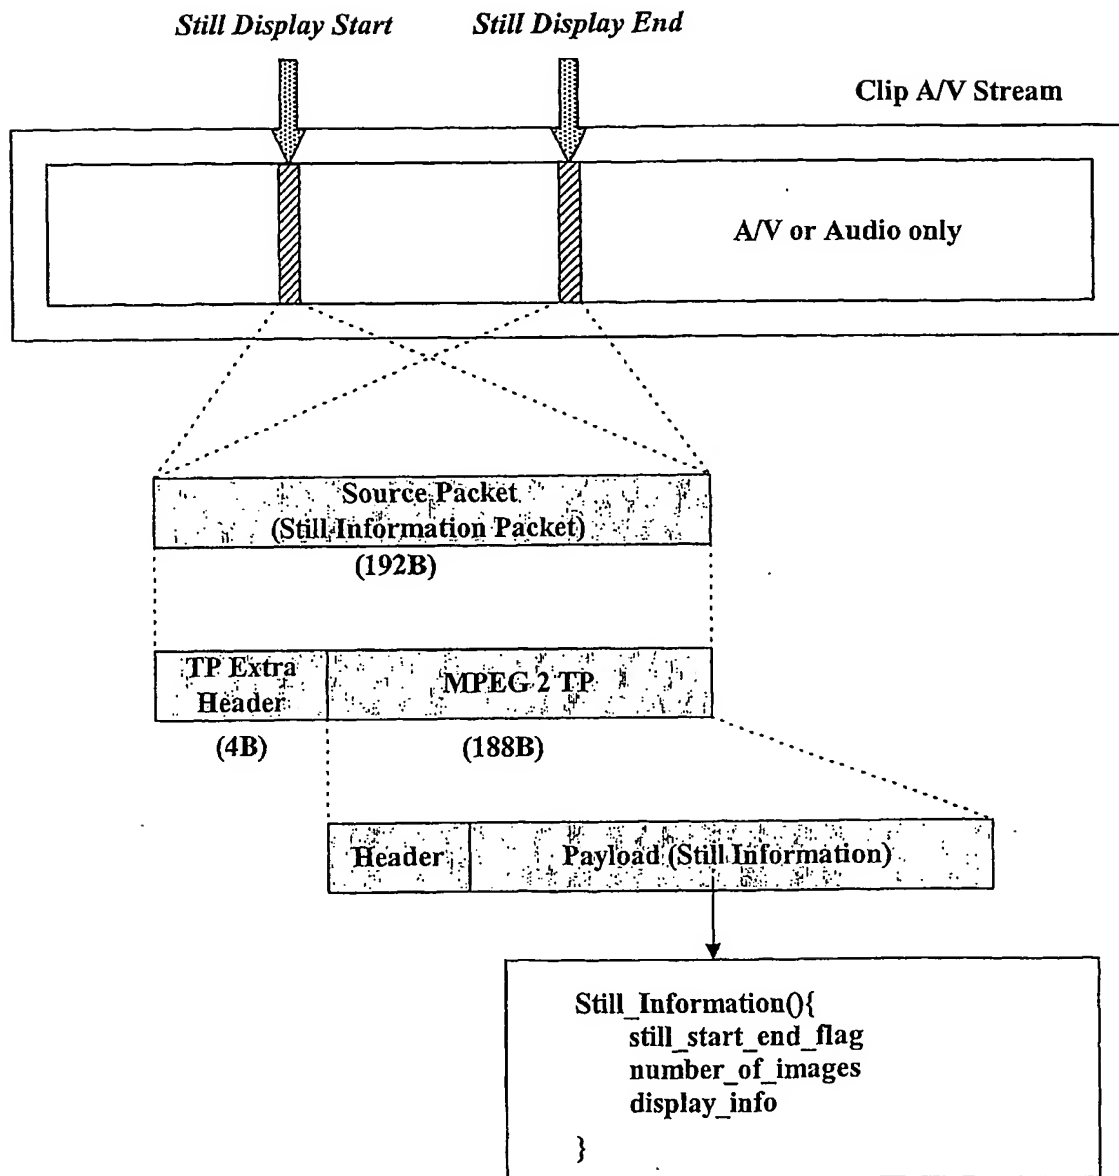 Still Display Start
Still Display End
Clip A/V Stream
A/V or Audio only
Source Packet
(Still Information Packet)
(192B)
TP Extra
Header
MPEG 2 TP
(4B)
(188B)
Header
Payload (Still Information)
Still_Information(){
still_start_end_flag
number_of_images
display_info
}